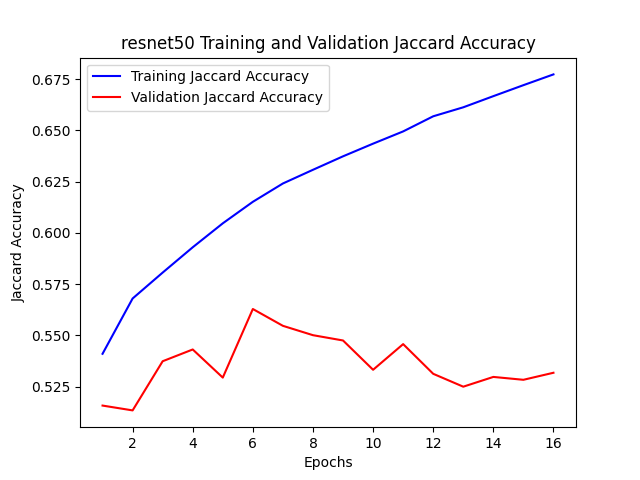 resnet50 Training and Validation Jaccard Accuracy
Training Jaccard Accuracy
Validation Jaccard Accuracy
Jaccard Accuracy
0.675
0.650
0.625
0.600
0.575
0.550
0.525
2 4 6 8 10 12 14 16
Epochs